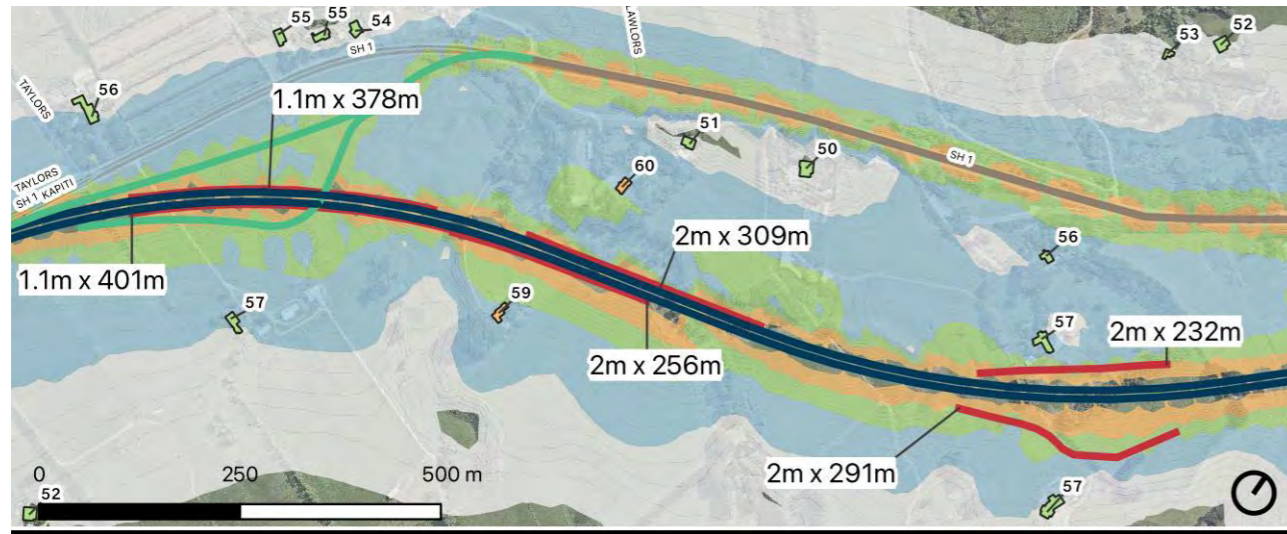 55
55
54
SH 1
LAWLORS
53
52
TAYLORS
56
1.1m x 378m
51
50
60
SH 1
TAYLORS
SH 1 KAPITI
2m x 309m
56
1.1m x 401m
57
59
57
2m x 232m
2m x 256m
2m x 291m
0
250
500 m
52
57